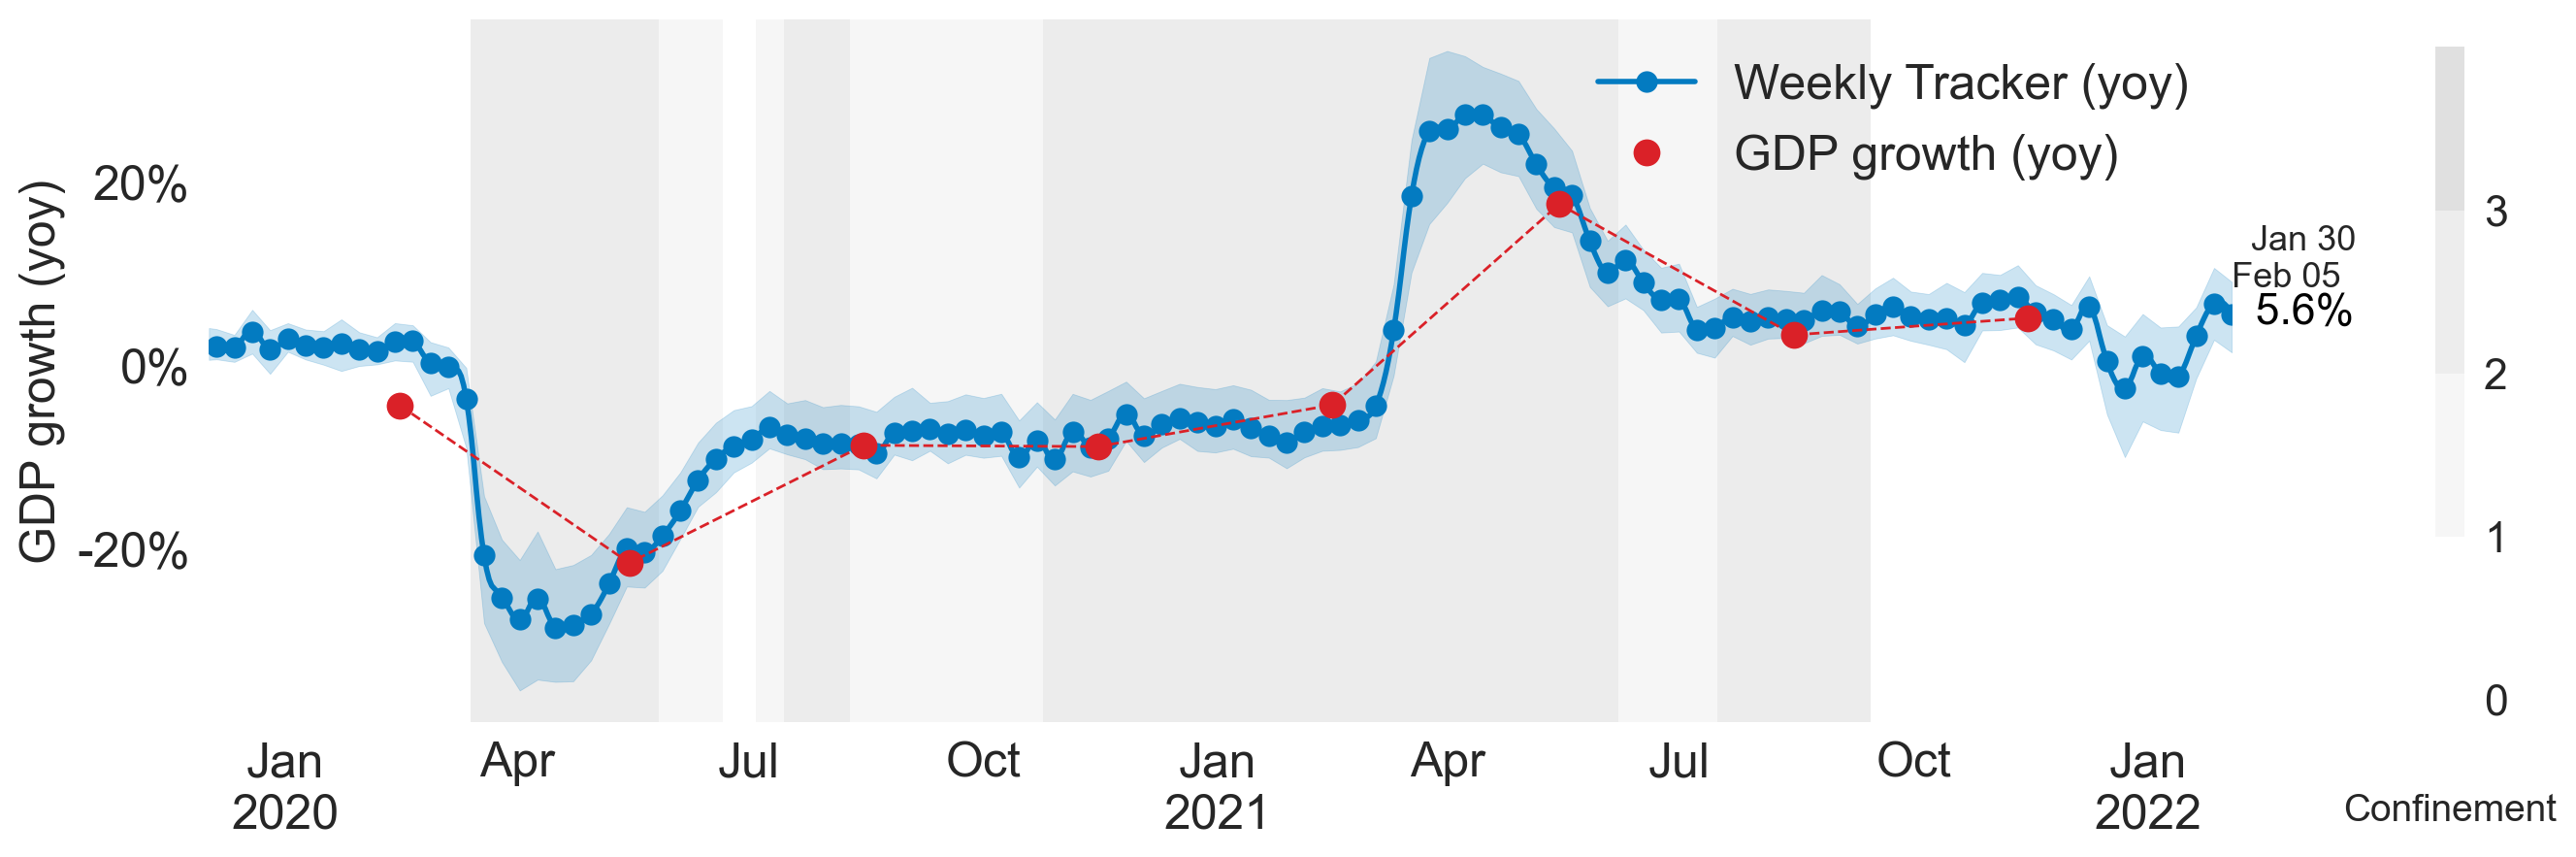 Weekly Tracker (yoy)
GDP growth (yoy)
GDP growth (yoy)
20%
0%
-20%
Jan 30
Feb 05
5.6%
3
2
1
0
Jan Apr Jul Oct Jan Apr Jul Oct Jan
2020 2021 2022
Confinement